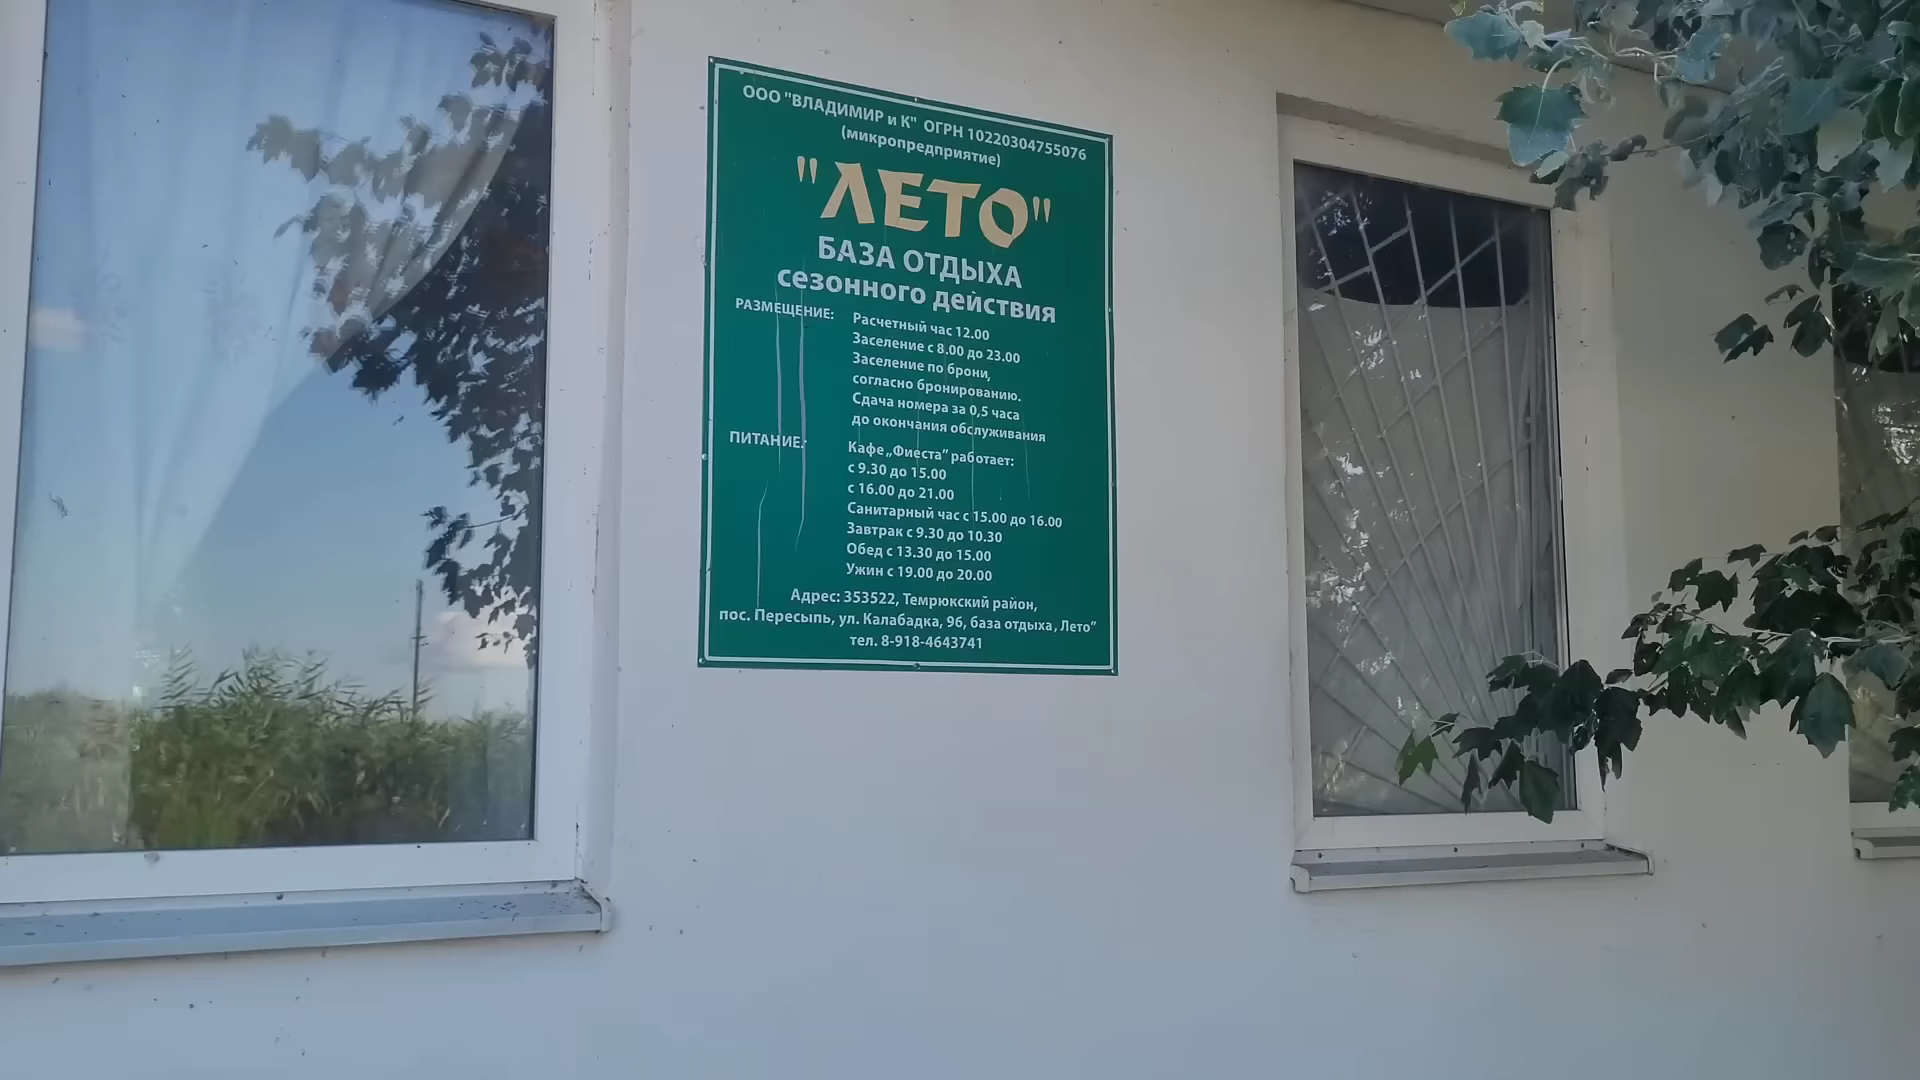 ООО "ВЛАДИМИР и К" ОГРН 10220304755076
(микропредприятие)
"ЛЕТО"
БАЗА ОТДЫХА
сезонного действия
РАЗМЕЩЕНИЕ: Расчетный час 12.00
Заселение с 8.00 до 23.00
Заселение по брони,
согласно бронированию.
Сдача номера за 0,5 часа
до окончания обслуживания
ПИТАНИЕ: Кафе „Фиеста” работает:
с 9.30 до 15.00
с 16.00 до 21.00
Санитарный час с 15.00 до 16.00
Завтрак с 9.30 до 10.30
Обед с 13.30 до 15.00
Ужин с 19.00 до 20.00
Адрес: 353522, Темрюкский район,
пос. Пересыпь, ул. Калабадка, 96, база отдыха „Лето”
тел. 8-918-4643741